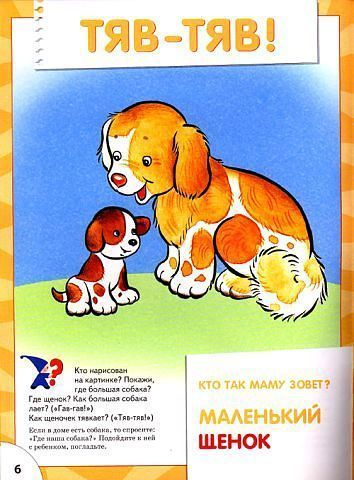 ТЯВ-ТЯВ!
Кто нарисован
на картинке? Покажи,
где большая собака?
Где щенок? Как большая собака
лает? («Гав-гав!»)
Как щеночек тявкает? («Тяв-тяв!»)
Если в доме есть собака, то спросите:
«Где наша собака?» Подойдите к ней
с ребенком, погладьте.
КТО ТАК МАМУ ЗОВЕТ?
МАЛЕНЬКИЙ
ЩЕНОК
6